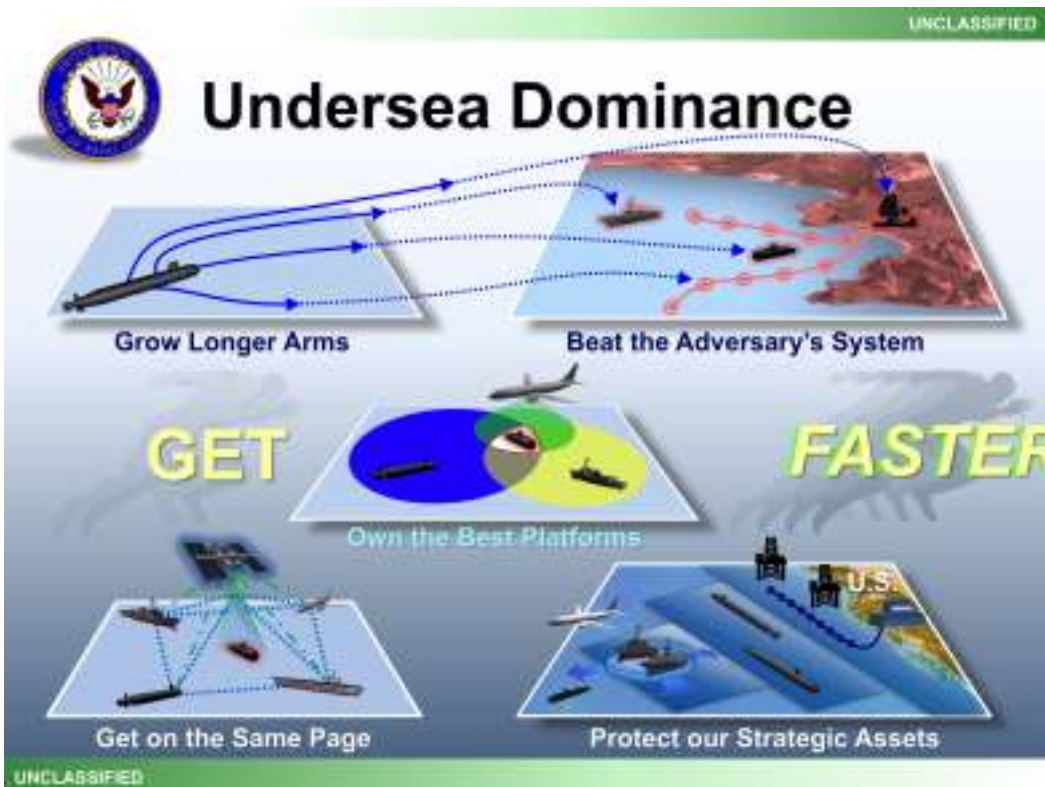 UNCLASSIFIED
Undersea Dominance
Grow Longer Arms
Beat the Adversary's System
GET
FASTER
Own the Best Platforms
U.S.
Get on the Same Page
Protect our Strategic Assets
UNCLASSIFIED